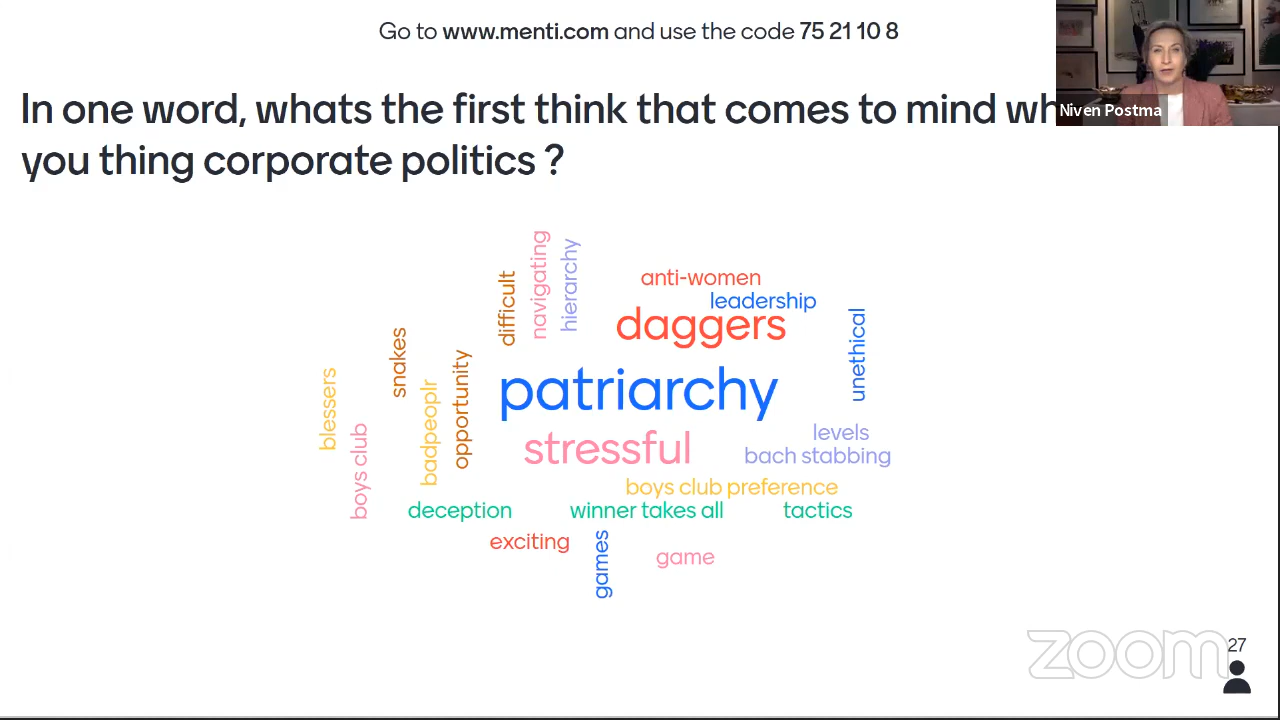 Go to www.menti.com and use the code 75 21 10 8
Niven Postma
In one word, whats the first think that comes to mind wh
you thing corporate politics ?
navigating
hierarchy
difficult
anti-women
leadership
daggers
unethical
snakes
opportunity
blessers
badpeoplr
patriarchy
boys club
stressful
levels
bach stabbing
boys club preference
deception
winner takes all
tactics
exciting
games
game
zoom
27